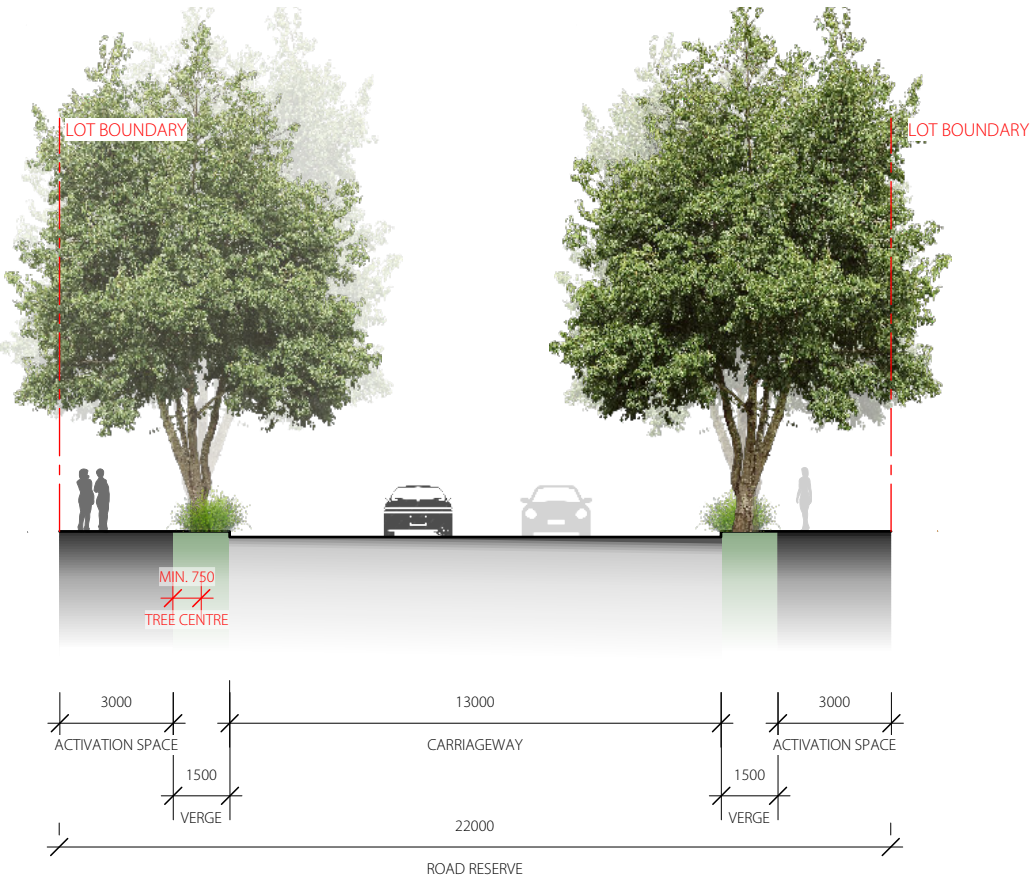 LOT BOUNDARY
LOT BOUNDARY
MIN. 750
TREE CENTRE
3000
13000
3000
ACTIVATION SPACE
CARRIAGEWAY
ACTIVATION SPACE
1500
1500
VERGE
VERGE
22000
ROAD RESERVE